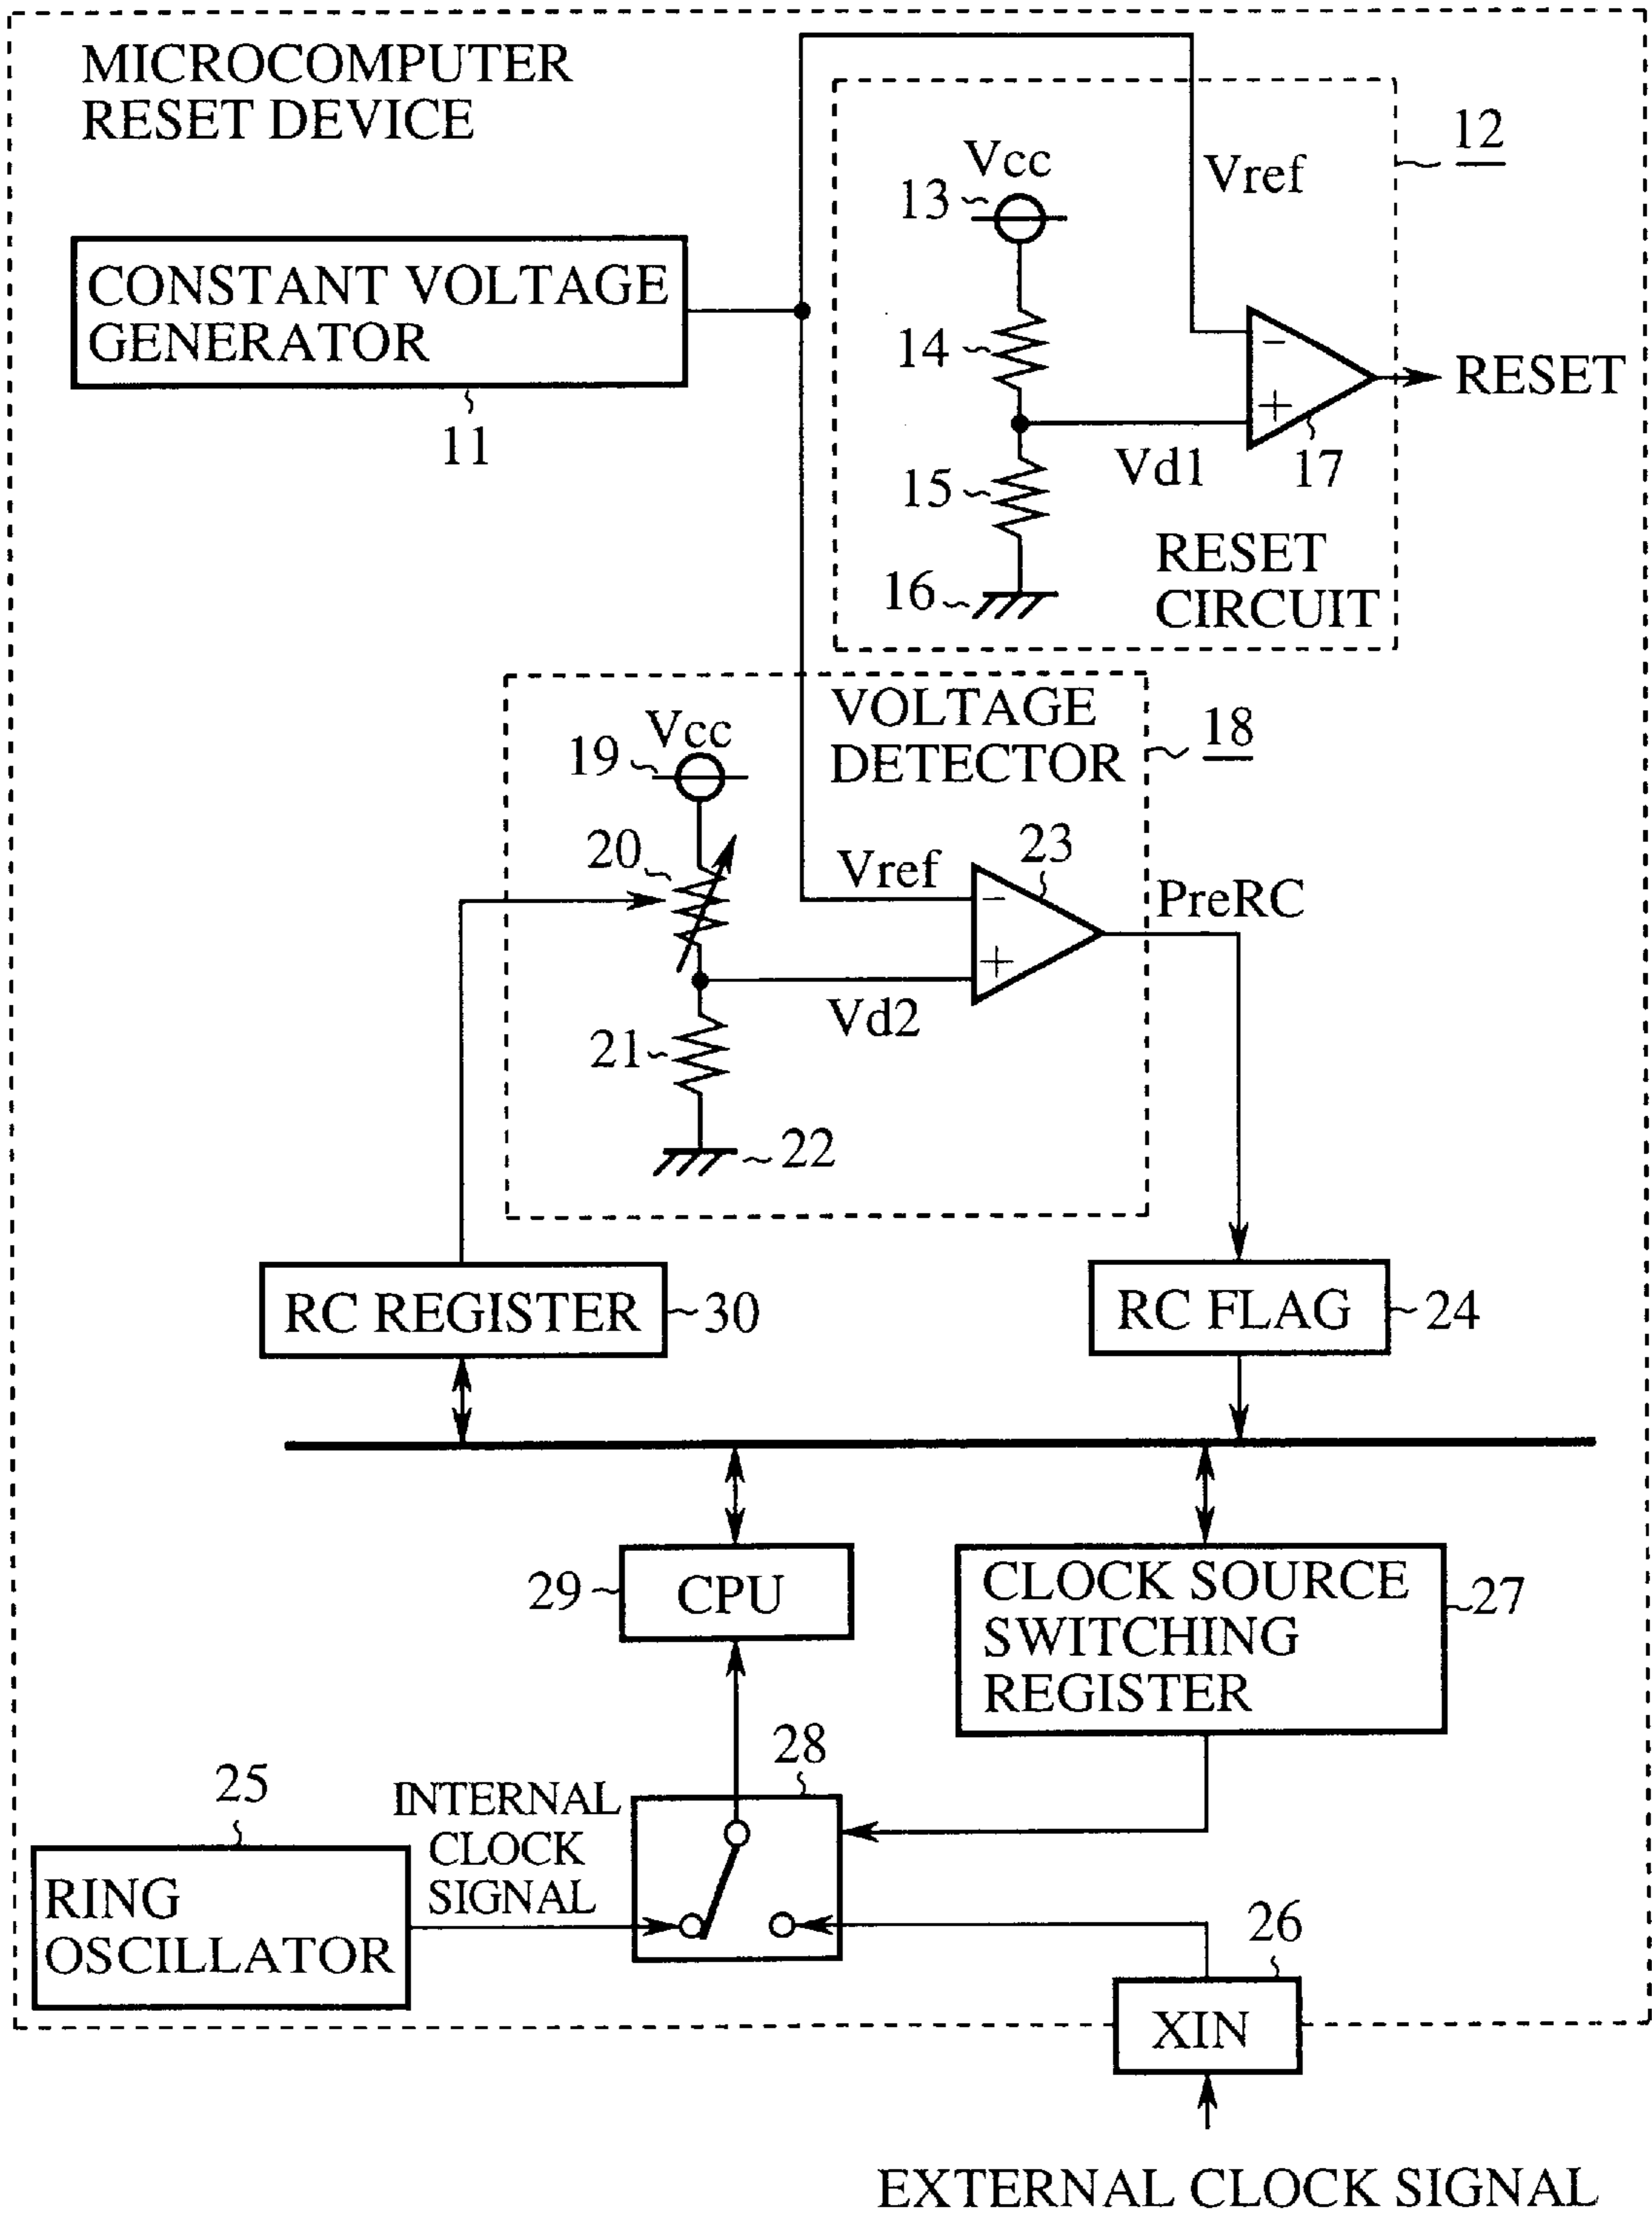 MICROCOMPUTER
RESET DEVICE
12
Vcc
Vref
13
CONSTANT VOLTAGE
GENERATOR
11
14
−
+
RESET
17
Vd1
15
RESET
CIRCUIT
16
VOLTAGE
DETECTOR
18
Vcc
19
20
Vref
23
PreRC
−
+
Vd2
21
22
RC REGISTER
30
RC FLAG
24
29
CPU
CLOCK SOURCE
SWITCHING
REGISTER
27
28
25
INTERNAL
CLOCK
SIGNAL
RING
OSCILLATOR
26
XIN
EXTERNAL CLOCK SIGNAL